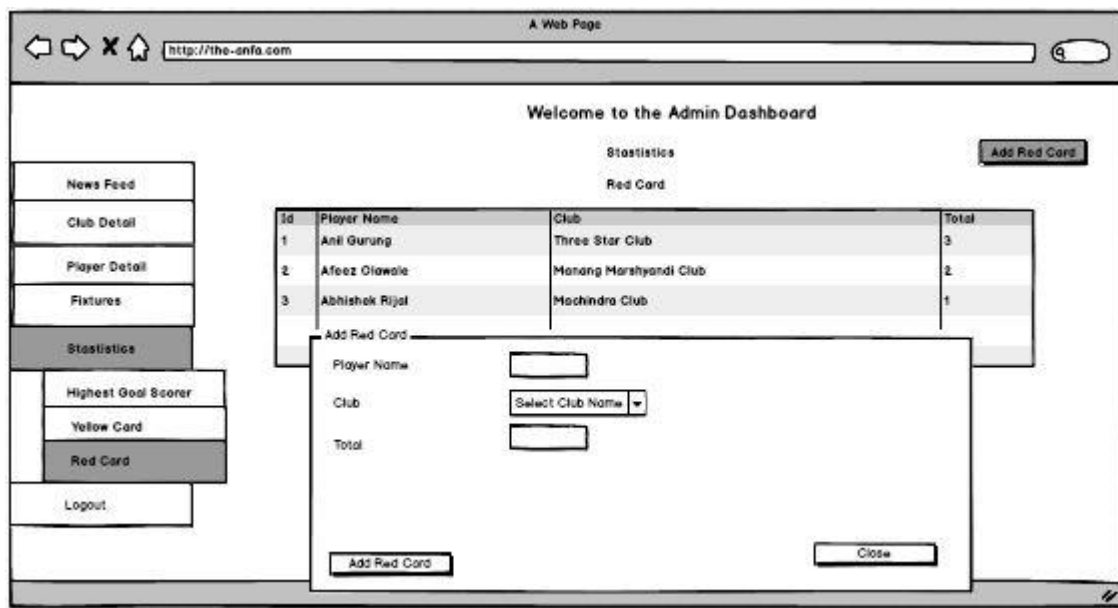 A Web Page
http://the-anfa.com
Welcome to the Admin Dashboard
Stastistics
Add Red Card
Red Card
News Feed
Club Detail
Player Detail
Fixtures
Stastistics
Highest Goal Scorer
Yellow Card
Red Card
Logout
Id Player Name Club Total
1 Anil Gurung Three Star Club 3
2 Afeez Olawale Manang Marshyandi Club 2
3 Abhishek Rijal Machindra Club 1
Add Red Card
Player Name
Club Select Club Name
Total
Add Red Card Close